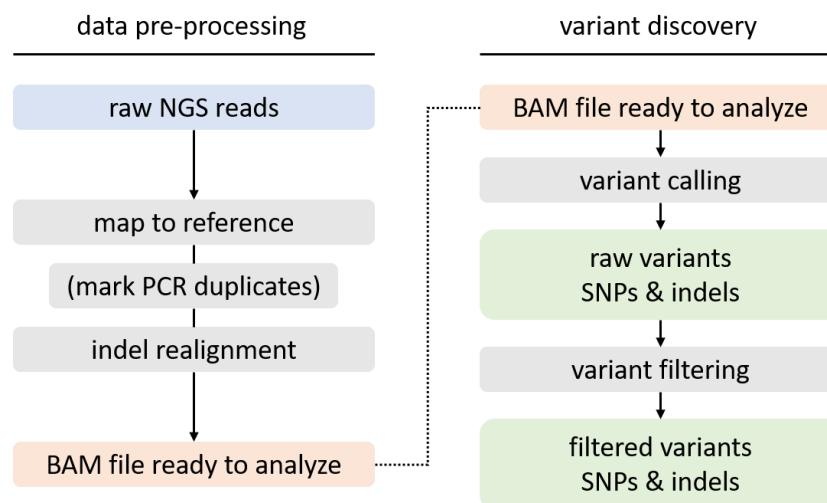 data pre-processing
raw NGS reads
map to reference
(mark PCR duplicates)
indel realignment
BAM file ready to analyze
variant discovery
BAM file ready to analyze
variant calling
raw variants
SNPs & indels
variant filtering
filtered variants
SNPs & indels